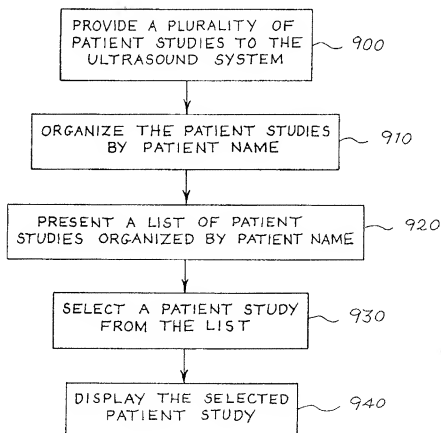 PROVIDE A PLURALITY OF
PATIENT STUDIES TO THE
ULTRASOUND SYSTEM
900
ORGANIZE THE PATIENT STUDIES
BY PATIENT NAME
910
PRESENT A LIST OF PATIENT
STUDIES ORGANIZED BY PATIENT NAME
920
SELECT A PATIENT STUDY
FROM THE LIST
930
DISPLAY THE SELECTED
PATIENT STUDY
940